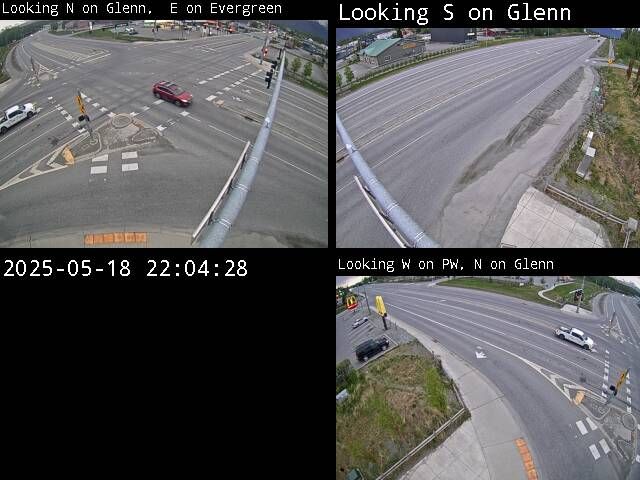 Looking N on Glenn,  E on Evergreen
Looking S on Glenn
2025-05-18 22:04:28
Looking W on PW, N on Glenn